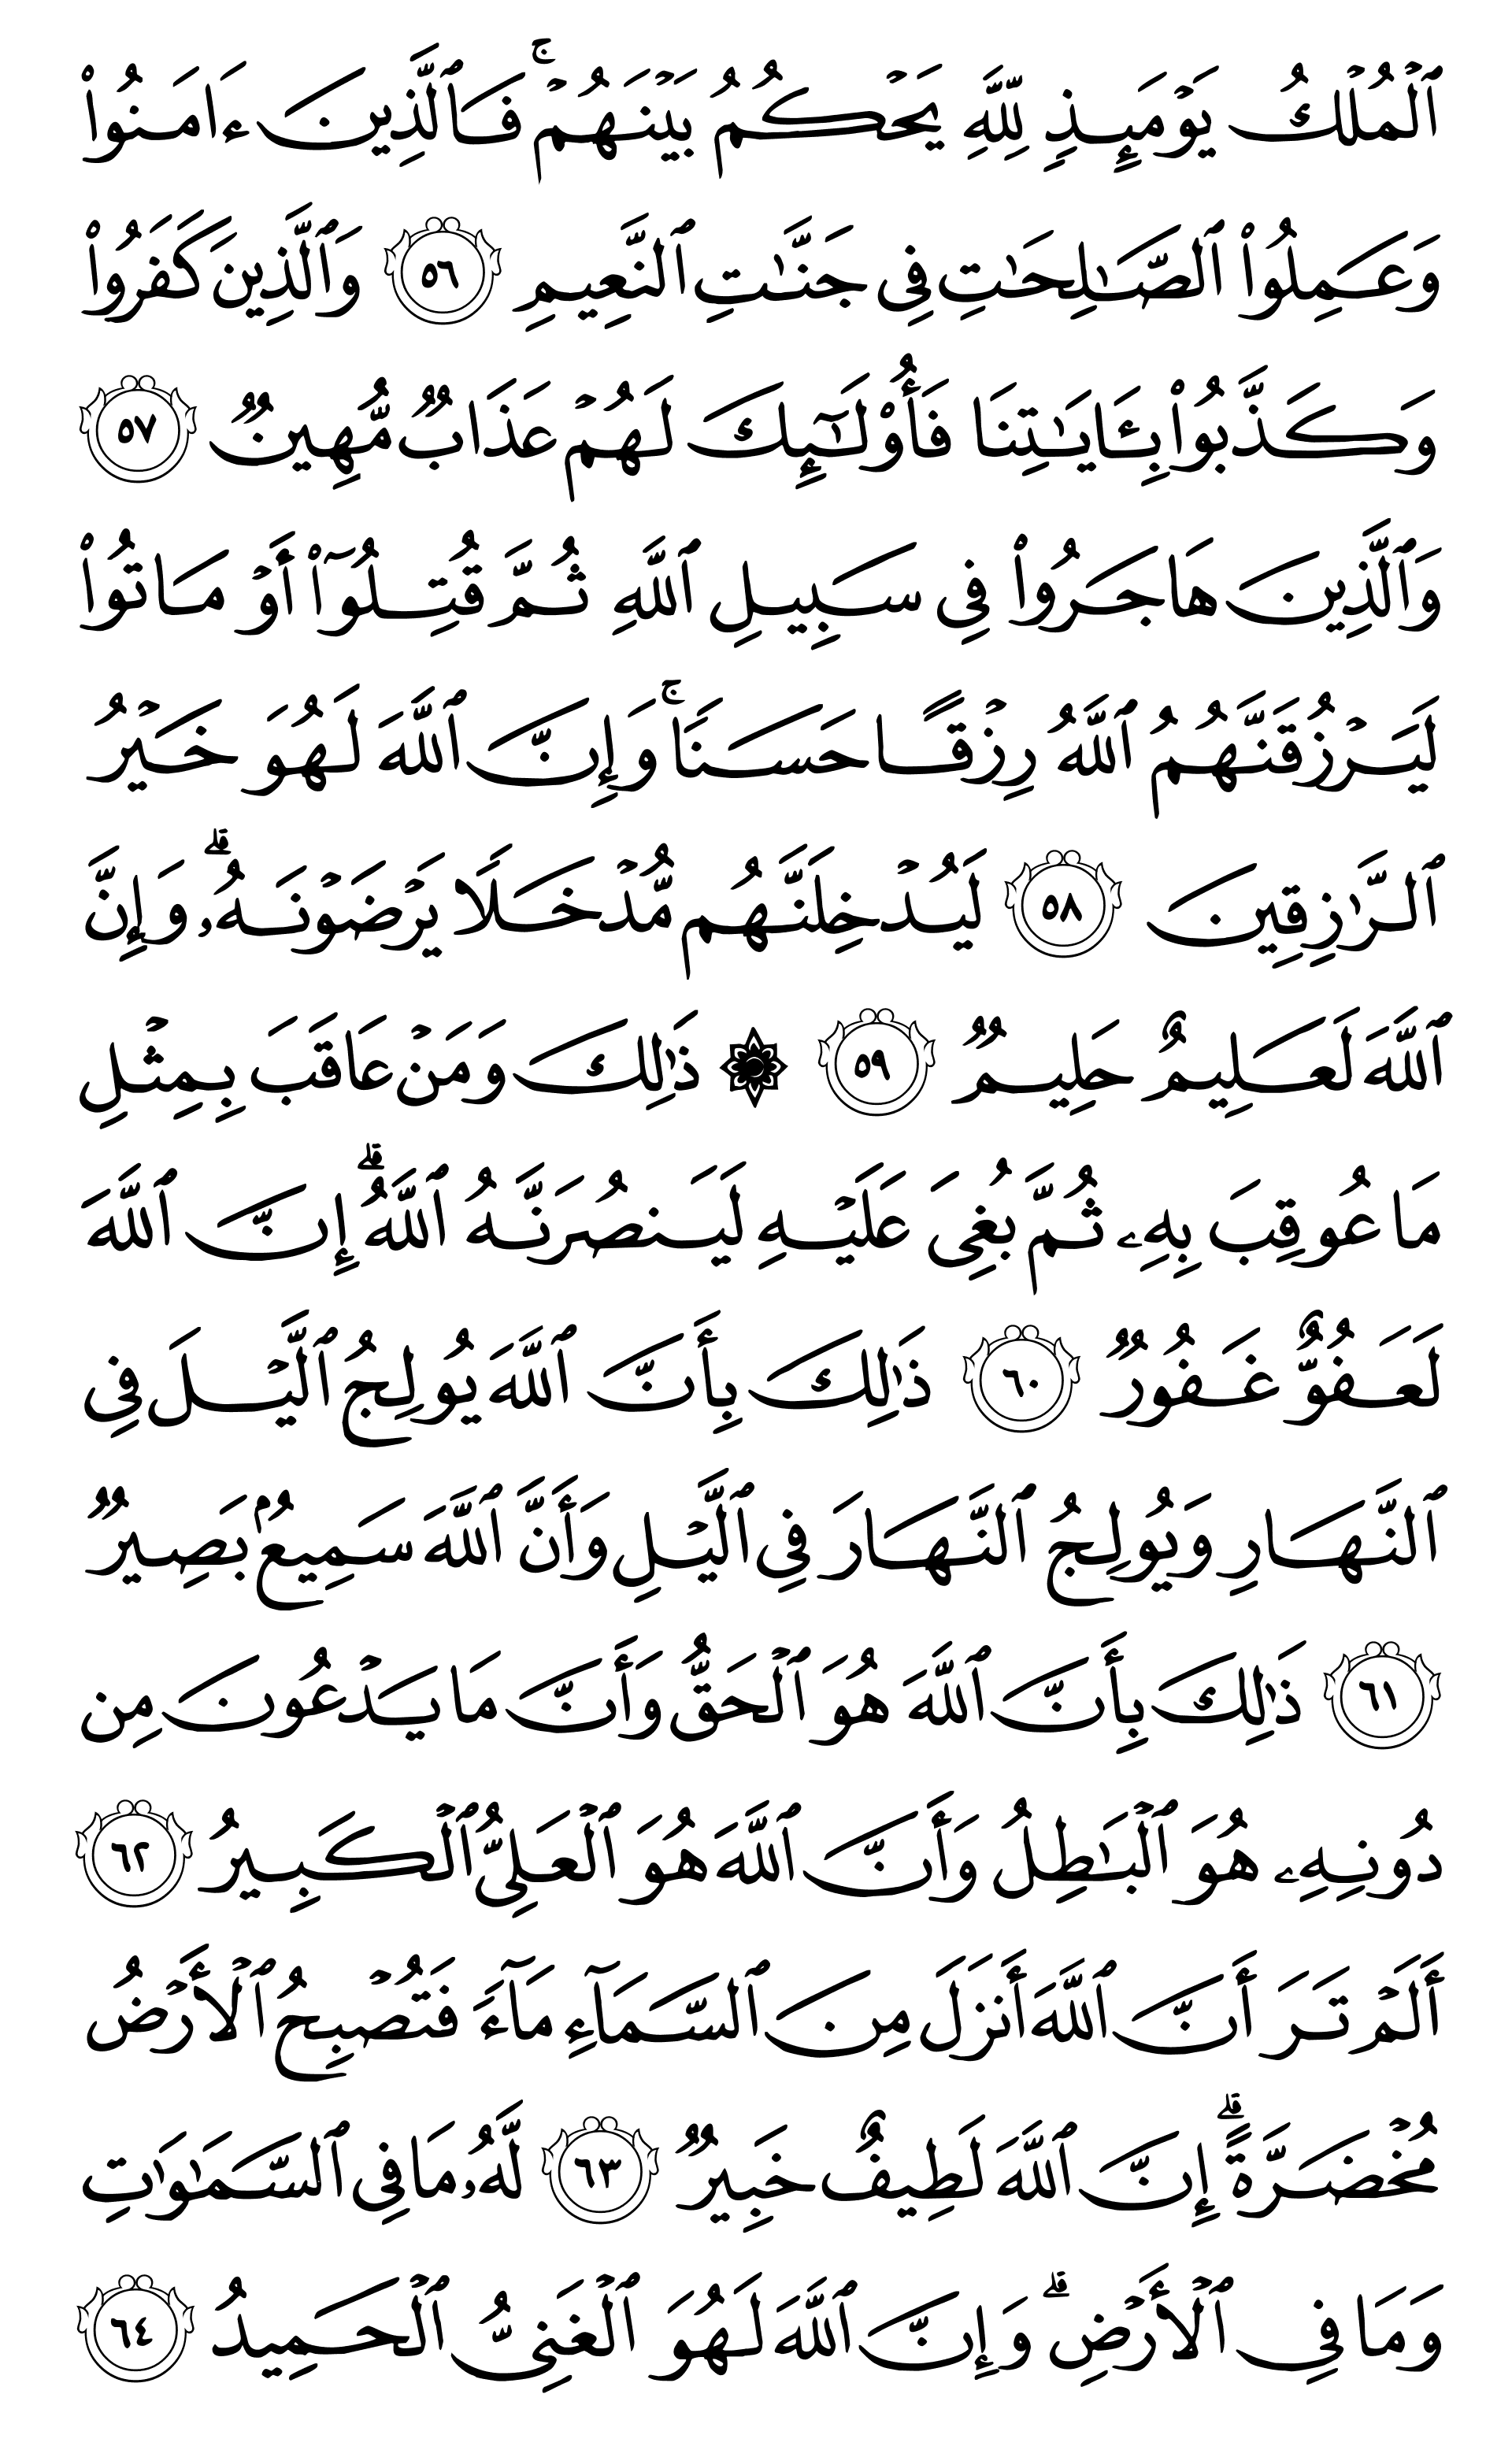 ٱلْمُلْكُ يَوْمَئِذٍ لِّلَّهِ يَحْكُمُ بَيْنَهُمْ ۚ فَٱلَّذِينَ ءَامَنُوا۟
وَعَمِلُوا۟ ٱلصَّـٰلِحَـٰتِ فِى جَنَّـٰتِ ٱلنَّعِيمِ ٥٦ وَٱلَّذِينَ كَفَرُوا۟
وَكَذَّبُوا۟ بِـَٔايَـٰتِنَا فَأُو۟لَـٰٓئِكَ لَهُمْ عَذَابٌ مُّهِينٌ ٥٧
وَٱلَّذِينَ هَاجَرُوا۟ فِى سَبِيلِ ٱللَّهِ ثُمَّ قُتِلُوٓا۟ أَوْ مَاتُوا۟
لَيَرْزُقَنَّهُمُ ٱللَّهُ رِزْقًا حَسَنًا ۚ وَإِنَّ ٱللَّهَ لَهُوَ خَيْرُ
ٱلرَّٰزِقِينَ ٥٨ لَيُدْخِلَنَّهُم مُّدْخَلًا يَرْضَوْنَهُۥ ۗ وَإِنَّ
ٱللَّهَ لَعَلِيمٌ حَلِيمٌ ٥٩ ۞ ذَٰلِكَ وَمَنْ عَاقَبَ بِمِثْلِ
مَا عُوقِبَ بِهِۦ ثُمَّ بُغِىَ عَلَيْهِ لَيَنصُرَنَّهُ ٱللَّهُ ۗ إِنَّ ٱللَّهَ
لَعَفُوٌّ غَفُورٌ ٦٠ ذَٰلِكَ بِأَنَّ ٱللَّهَ يُولِجُ ٱلَّيْلَ فِى
ٱلنَّهَارِ وَيُولِجُ ٱلنَّهَارَ فِى ٱلَّيْلِ وَأَنَّ ٱللَّهَ سَمِيعٌۢ بَصِيرٌ
٦١ ذَٰلِكَ بِأَنَّ ٱللَّهَ هُوَ ٱلْحَقُّ وَأَنَّ مَا يَدْعُونَ مِن
دُونِهِۦ هُوَ ٱلْبَـٰطِلُ وَأَنَّ ٱللَّهَ هُوَ ٱلْعَلِىُّ ٱلْكَبِيرُ ٦٢
أَلَمْ تَرَ أَنَّ ٱللَّهَ أَنزَلَ مِنَ ٱلسَّمَآءِ مَآءً فَتُصْبِحُ ٱلْأَرْضُ
مُخْضَرَّةً ۗ إِنَّ ٱللَّهَ لَطِيفٌ خَبِيرٌ ٦٣ لَّهُۥ مَا فِى ٱلسَّمَـٰوَٰتِ
وَمَا فِى ٱلْأَرْضِ ۗ وَإِنَّ ٱللَّهَ لَهُوَ ٱلْغَنِىُّ ٱلْحَمِيدُ ٦٤